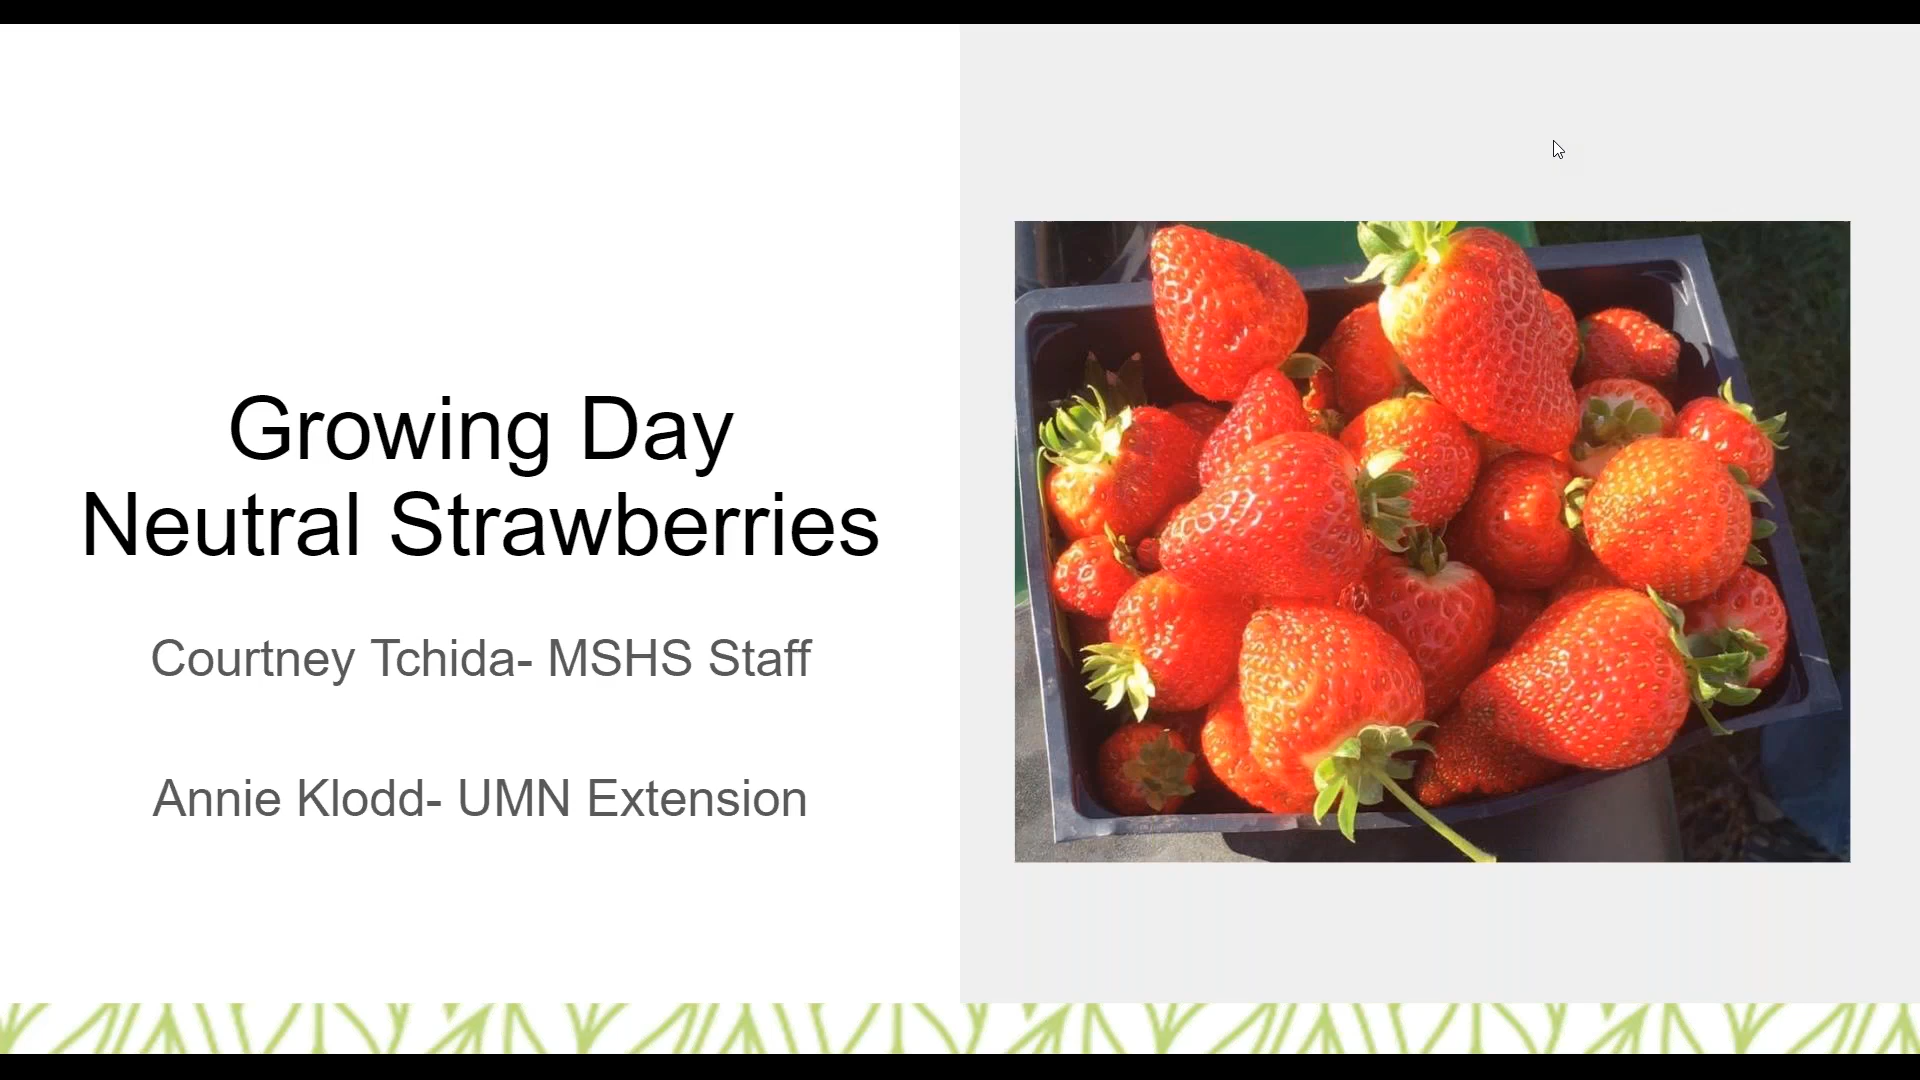 Growing Day
Neutral Strawberries
Courtney Tchida- MSHS Staff
Annie Klodd- UMN Extension